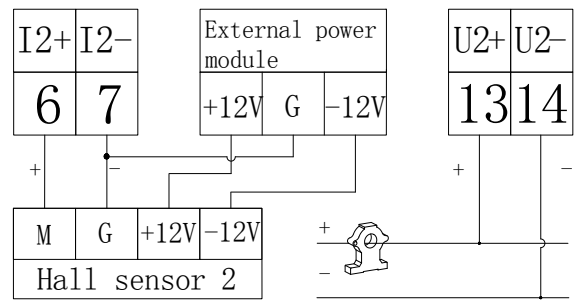 I2+ I2- External power module U2+ U2-
6 7 +12V G -12V 13 14
+ - + -
M G +12V -12V +
Hall sensor 2 -